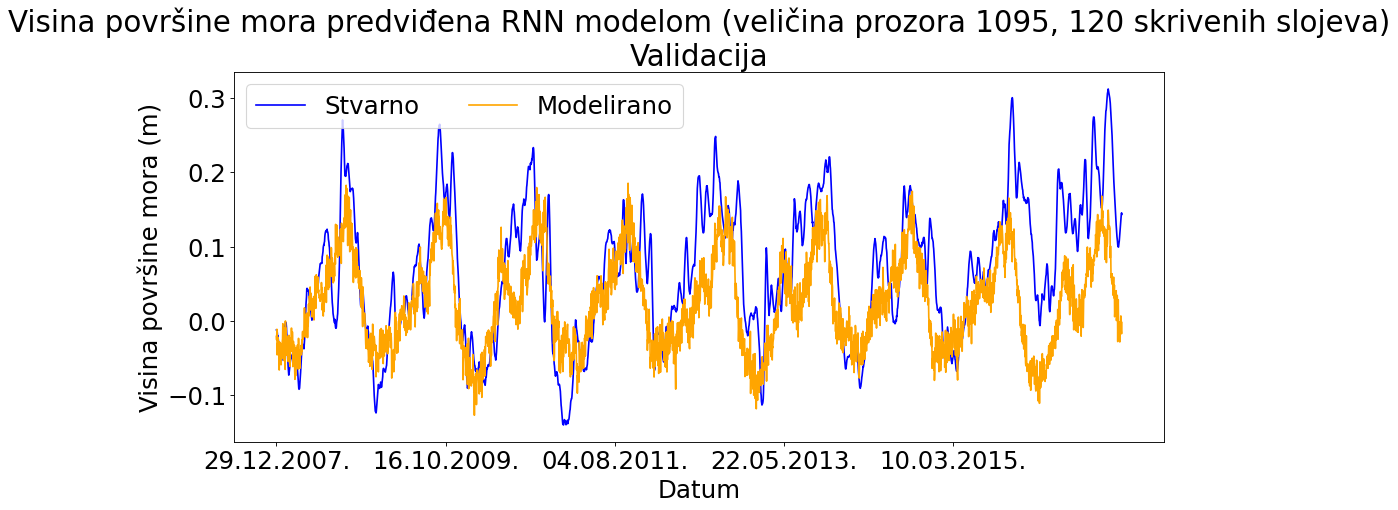 Visina površine mora predviđena RNN modelom (veličina prozora 1095, 120 skrivenih slojeva)
Validacija
Stvarno Modelirano
Visina površine mora (m)
0.3
0.2
0.1
0.0
−0.1
29.12.2007. 16.10.2009. 04.08.2011. 22.05.2013. 10.03.2015.
Datum